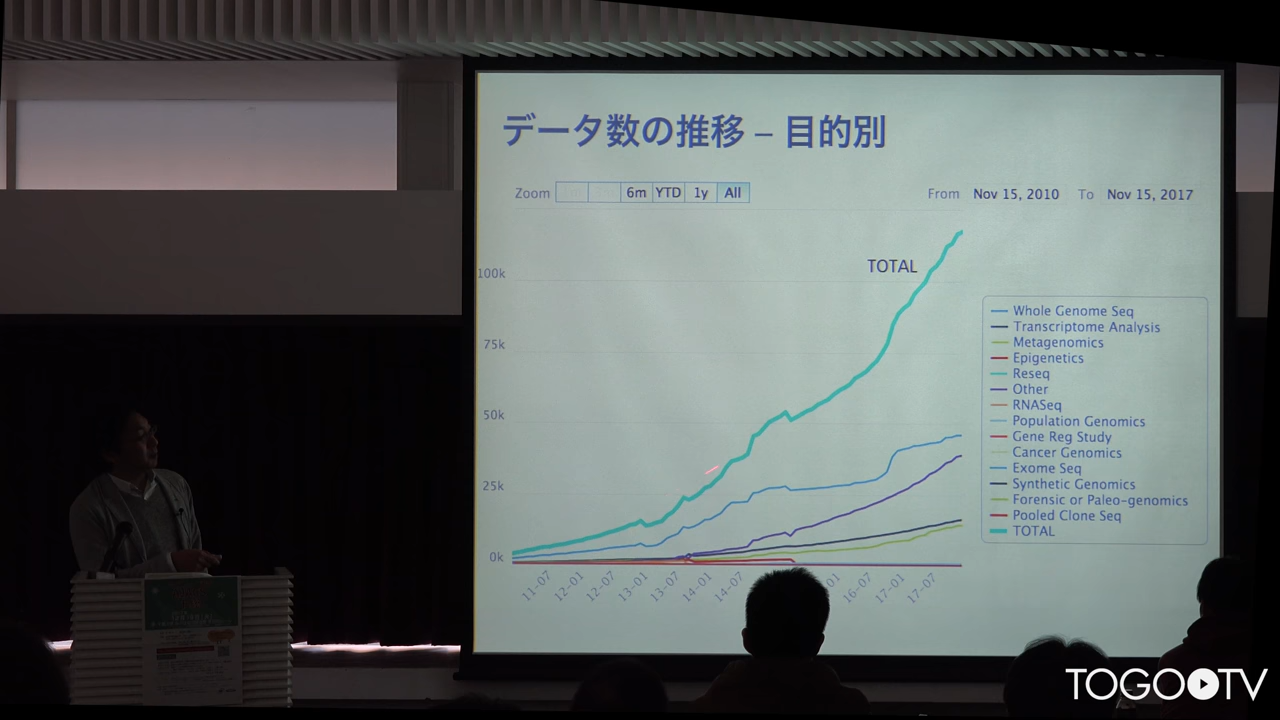 データ数の推移 – 目的別
Zoom 6m YTD 1y All
From Nov 15, 2010 To Nov 15, 2017
TOTAL
100k
75k
50k
25k
0k
11-07 12-01 12-07 13-01 13-07 14-01 14-07 16-07 17-01 17-07
Whole Genome Seq
Transcriptome Analysis
Metagenomics
Epigenetics
Reseq
Other
RNASeq
Population Genomics
Gene Reg Study
Cancer Genomics
Exome Seq
Synthetic Genomics
Forensic or Paleo-genomics
Pooled Clone Seq
TOTAL
TOGO TV